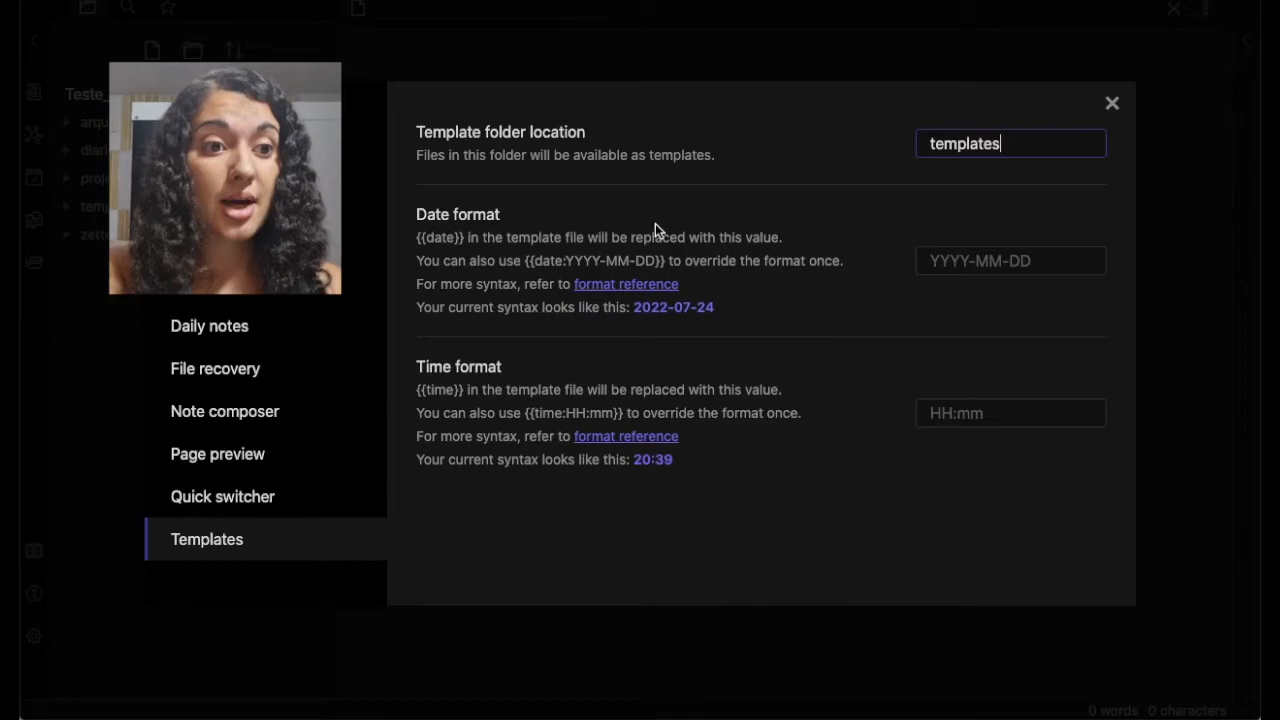 Teste_
arqu
diari
proj
temp
zette
Daily notes
File recovery
Note composer
Page preview
Quick switcher
Templates
Template folder location
Files in this folder will be available as templates.
templates
Date format
{{date}} in the template file will be replaced with this value.
You can also use {{date:YYYY-MM-DD}} to override the format once.
YYYY-MM-DD
For more syntax, refer to format reference
Your current syntax looks like this: 2022-07-24
Time format
{{time}} in the template file will be replaced with this value.
You can also use {{time:HH:mm}} to override the format once.
HH:mm
For more syntax, refer to format reference
Your current syntax looks like this: 20:39
0 words 0 characters